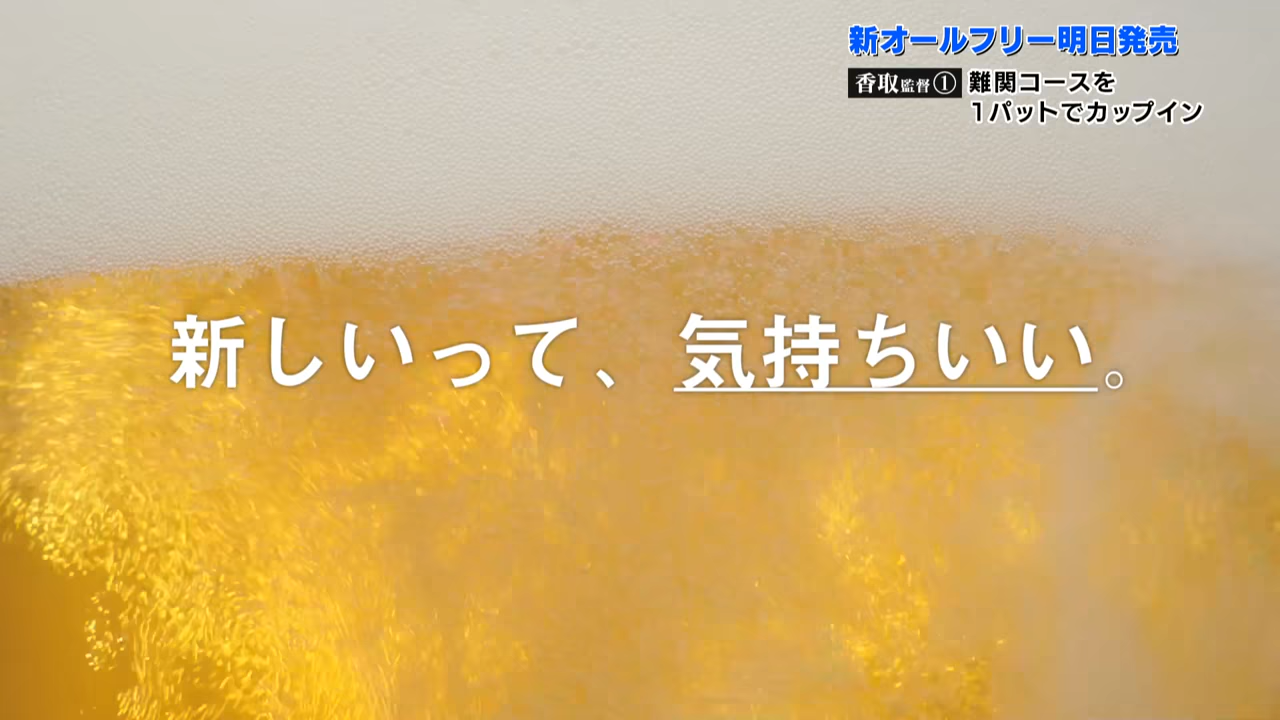 新オールフリー明日発売
香取監督① 難関コースを
1パットでカップイン
新しいって、気持ちいい。